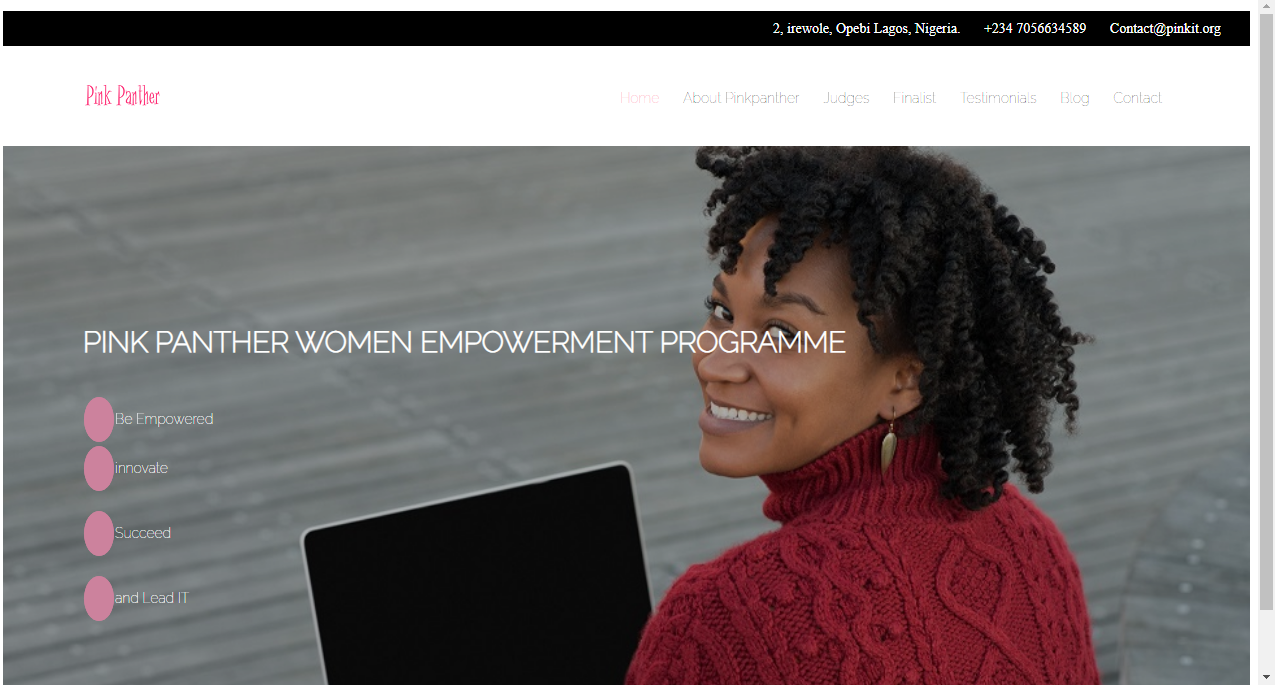 2, irewole, Opebi Lagos, Nigeria. +234 7056634589 Contact@pinkit.org
Pink Panther Home About Pinkpanther Judges Finalist Testimonials Blog Contact
PINK PANTHER WOMEN EMPOWERMENT PROGRAMME
Be Empowered
innovate
Succeed
and Lead IT